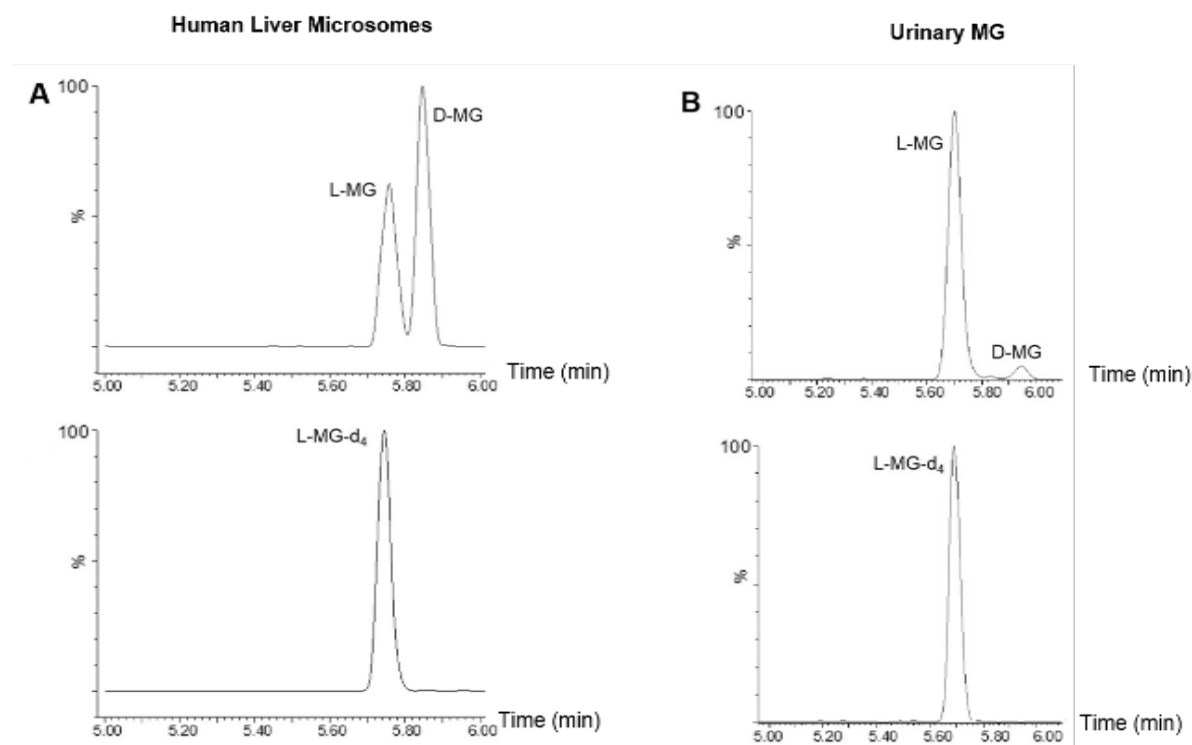 Human Liver Microsomes
Urinary MG
A
100
%
L-MG
D-MG
5.00 5.20 5.40 5.60 5.80 6.00
Time (min)
100
%
L-MG-d₄
5.00 5.20 5.40 5.60 5.80 6.00
Time (min)
B
100
%
L-MG
D-MG
5.00 5.20 5.40 5.60 5.80 6.00
Time (min)
100
%
L-MG-d₄
5.00 5.20 5.40 5.60 5.80 6.00
Time (min)